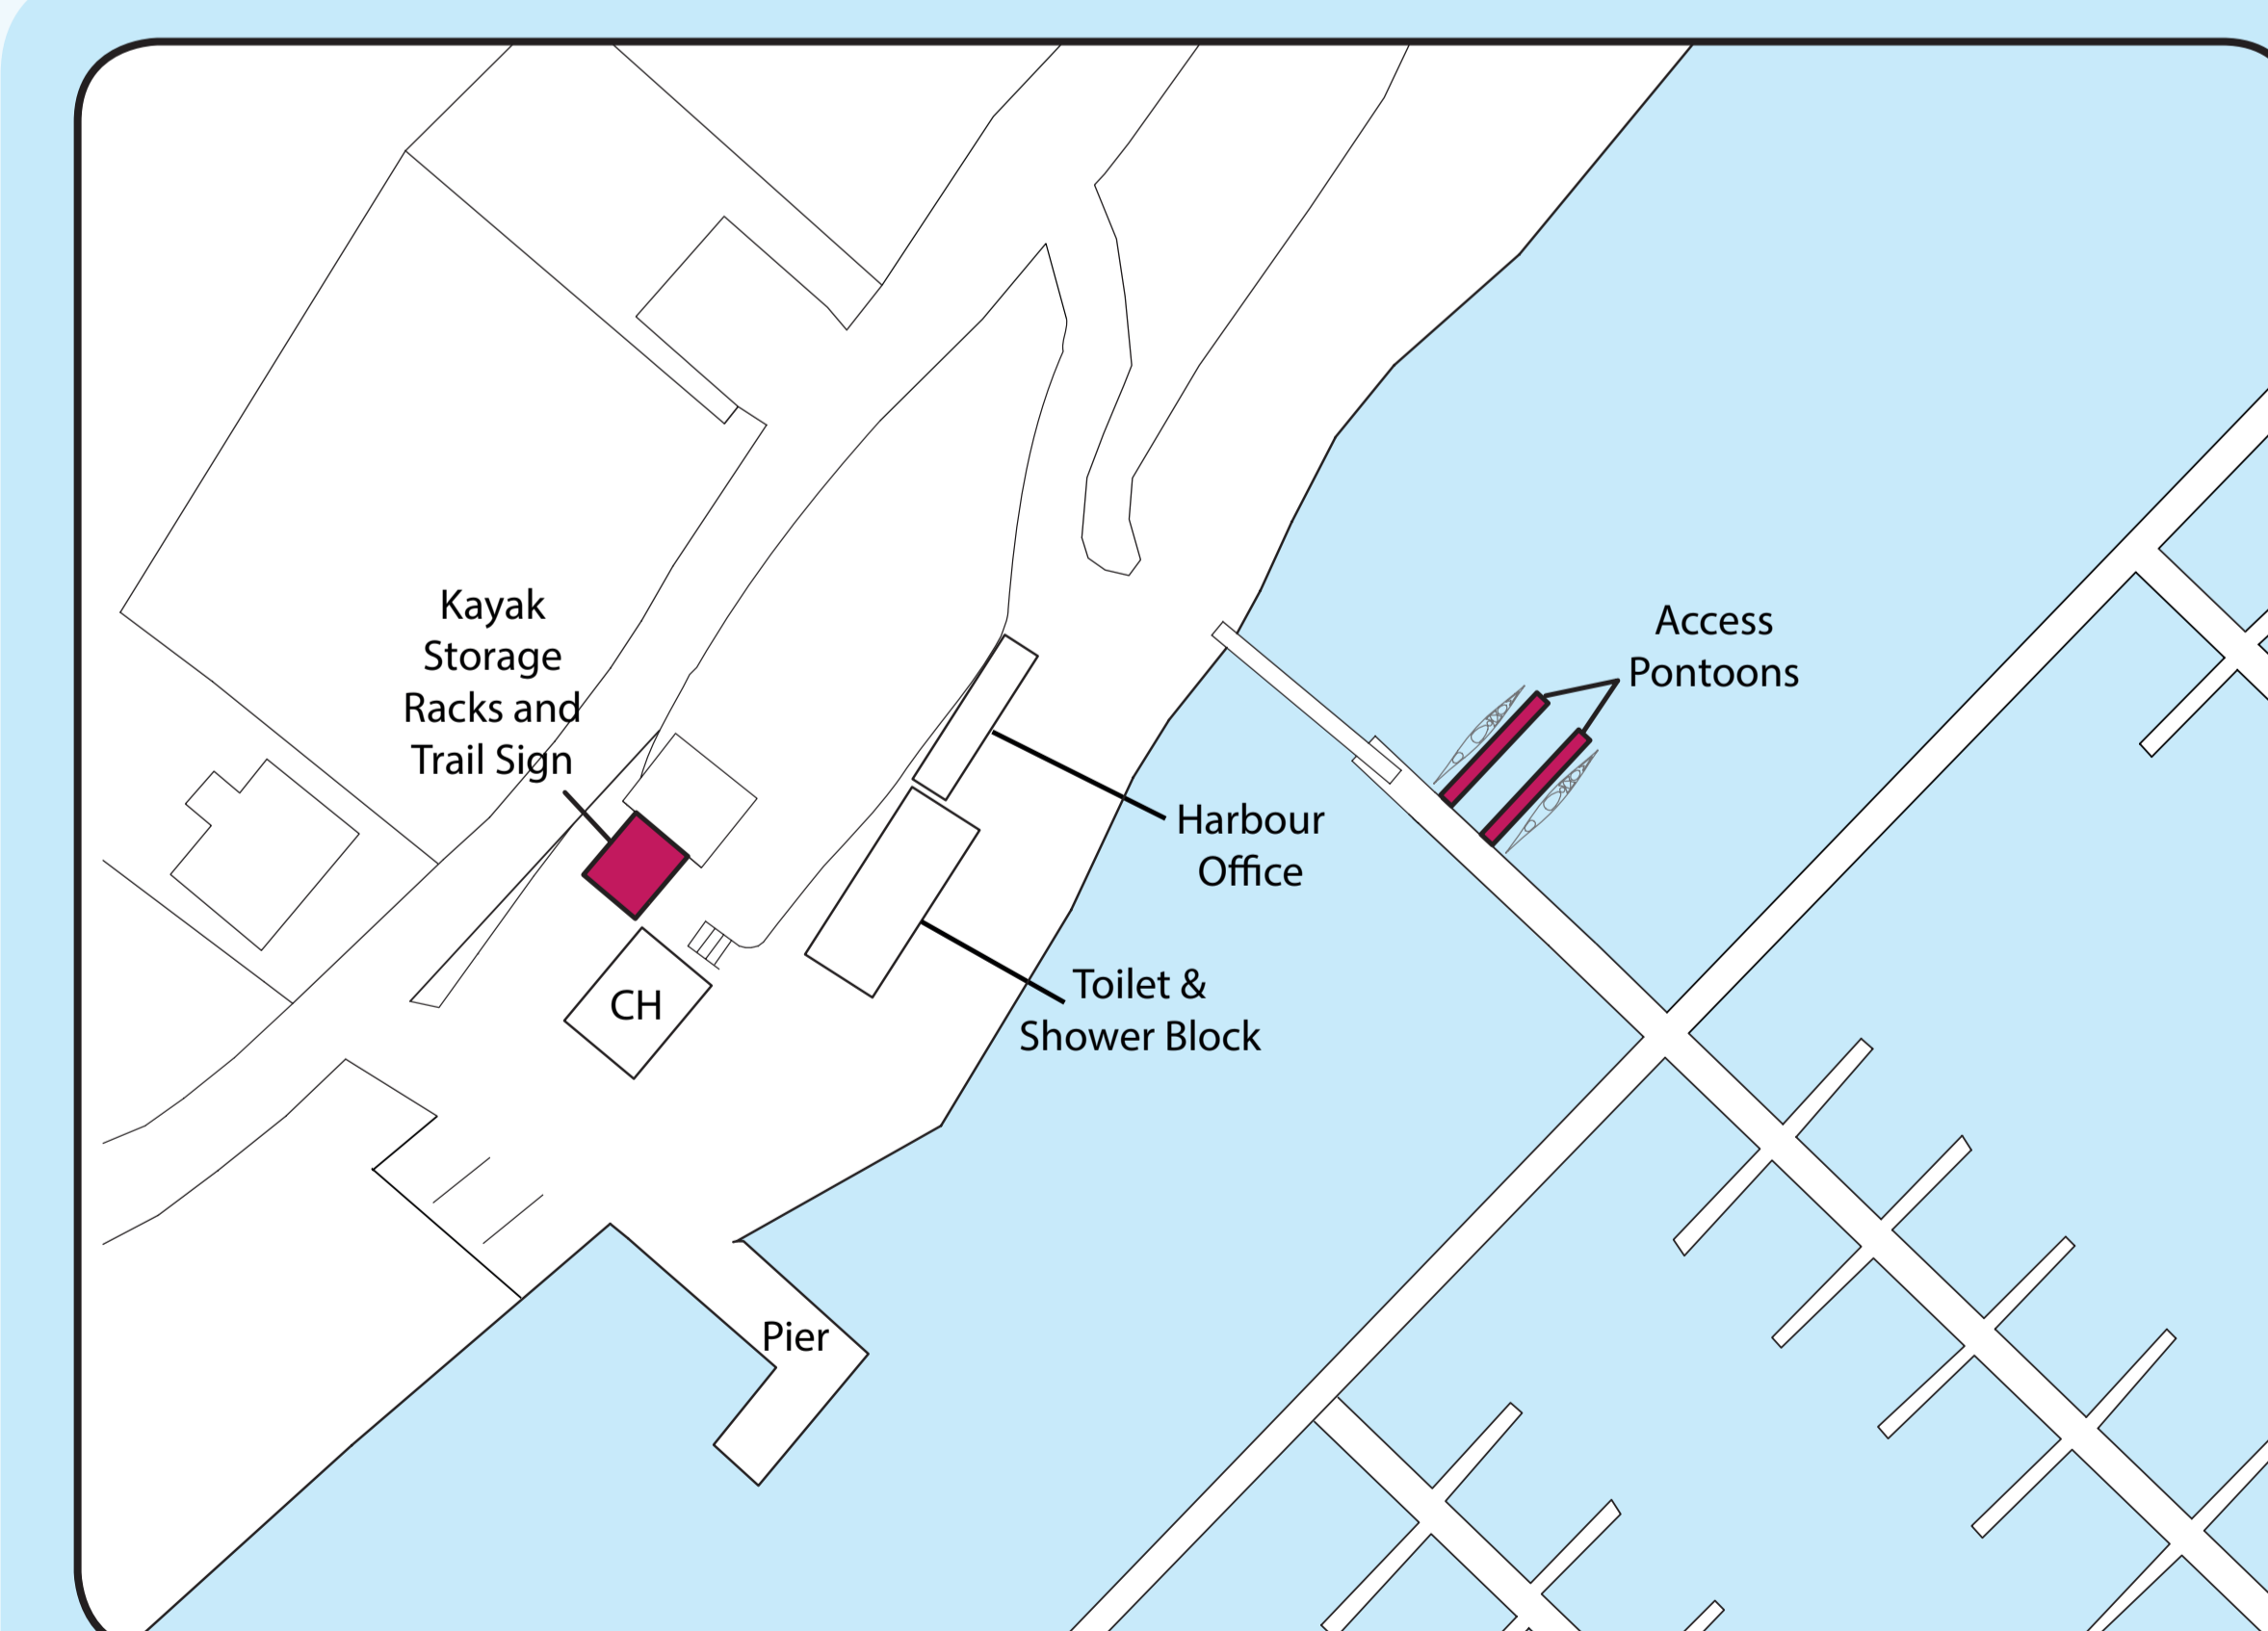 Kayak
Storage
Racks and
Trail Sign
Access
Pontoons
Harbour
Office
Toilet &
Shower Block
CH
Pier